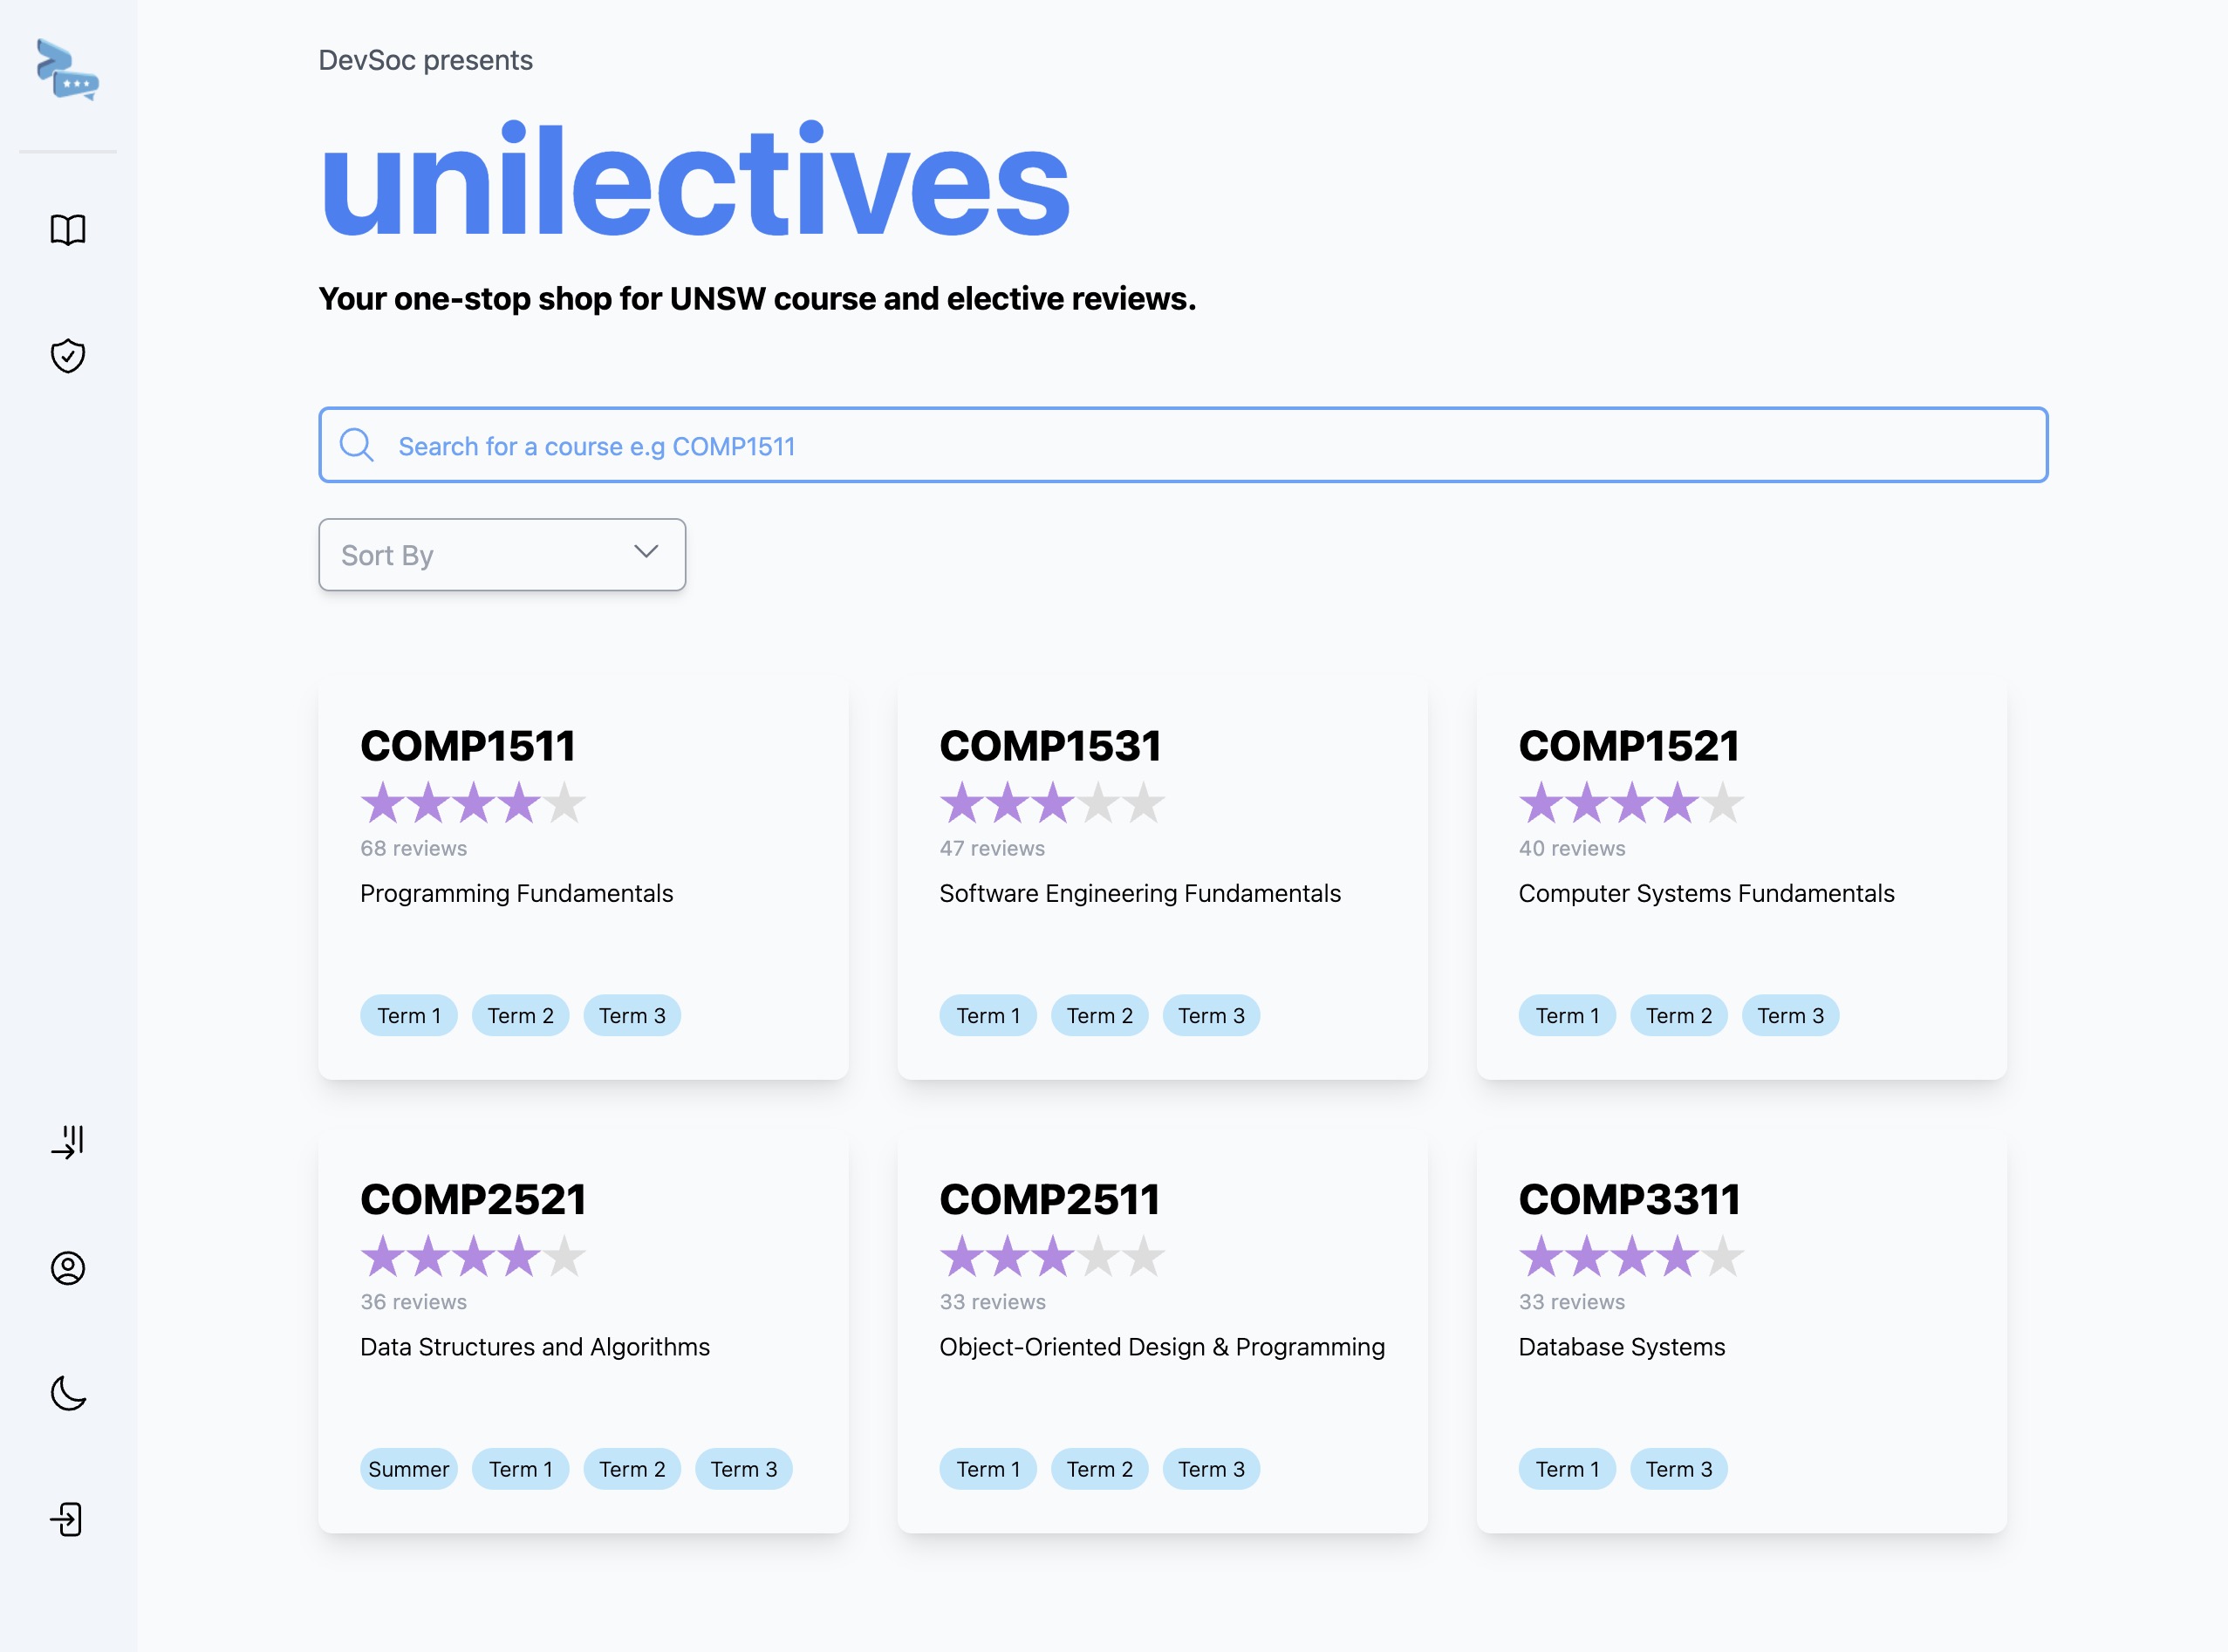 DevSoc presents
unilectives
Your one-stop shop for UNSW course and elective reviews.
Search for a course e.g COMP1511
Sort By
COMP1511
68 reviews
Programming Fundamentals
Term 1 Term 2 Term 3
COMP1531
47 reviews
Software Engineering Fundamentals
Term 1 Term 2 Term 3
COMP1521
40 reviews
Computer Systems Fundamentals
Term 1 Term 2 Term 3
COMP2521
36 reviews
Data Structures and Algorithms
Summer Term 1 Term 2 Term 3
COMP2511
33 reviews
Object-Oriented Design & Programming
Term 1 Term 2 Term 3
COMP3311
33 reviews
Database Systems
Term 1 Term 3